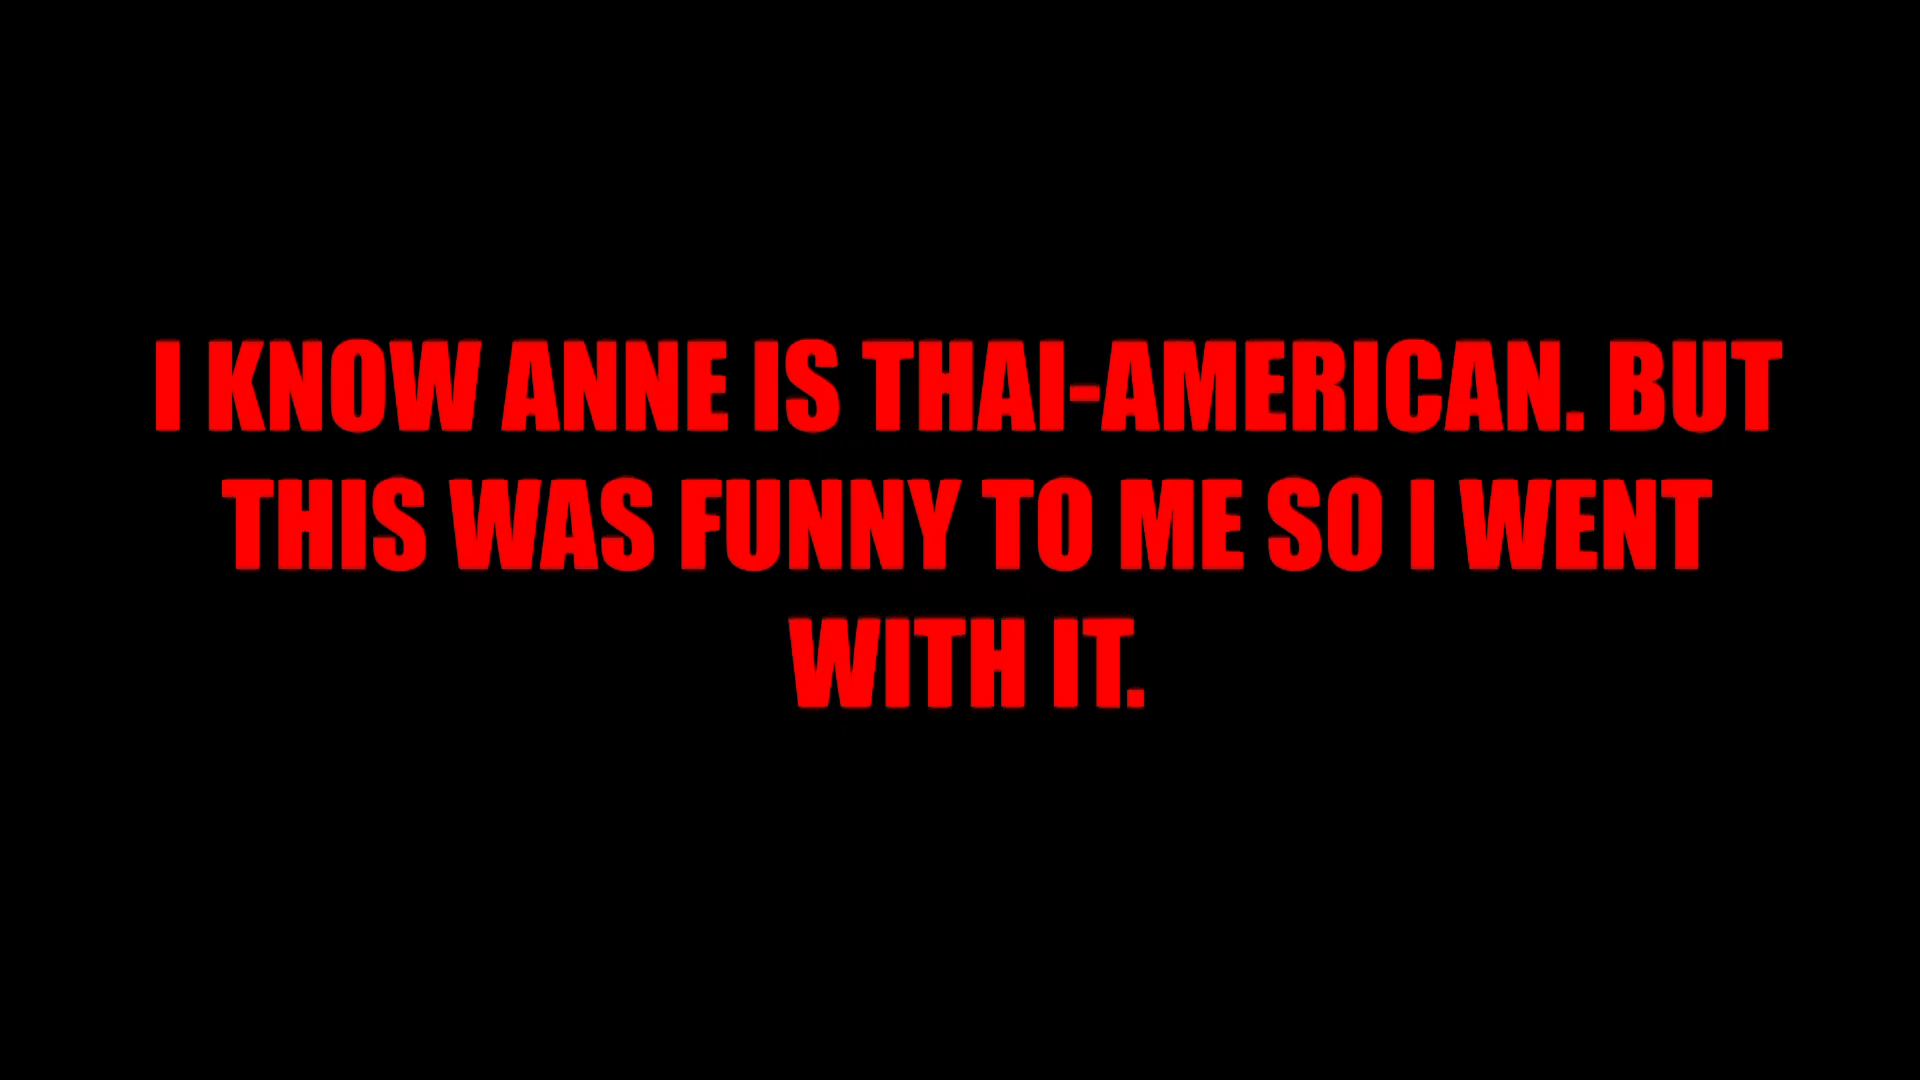 I KNOW ANNE IS THAI-AMERICAN. BUT
THIS WAS FUNNY TO ME SO I WENT
WITH IT.